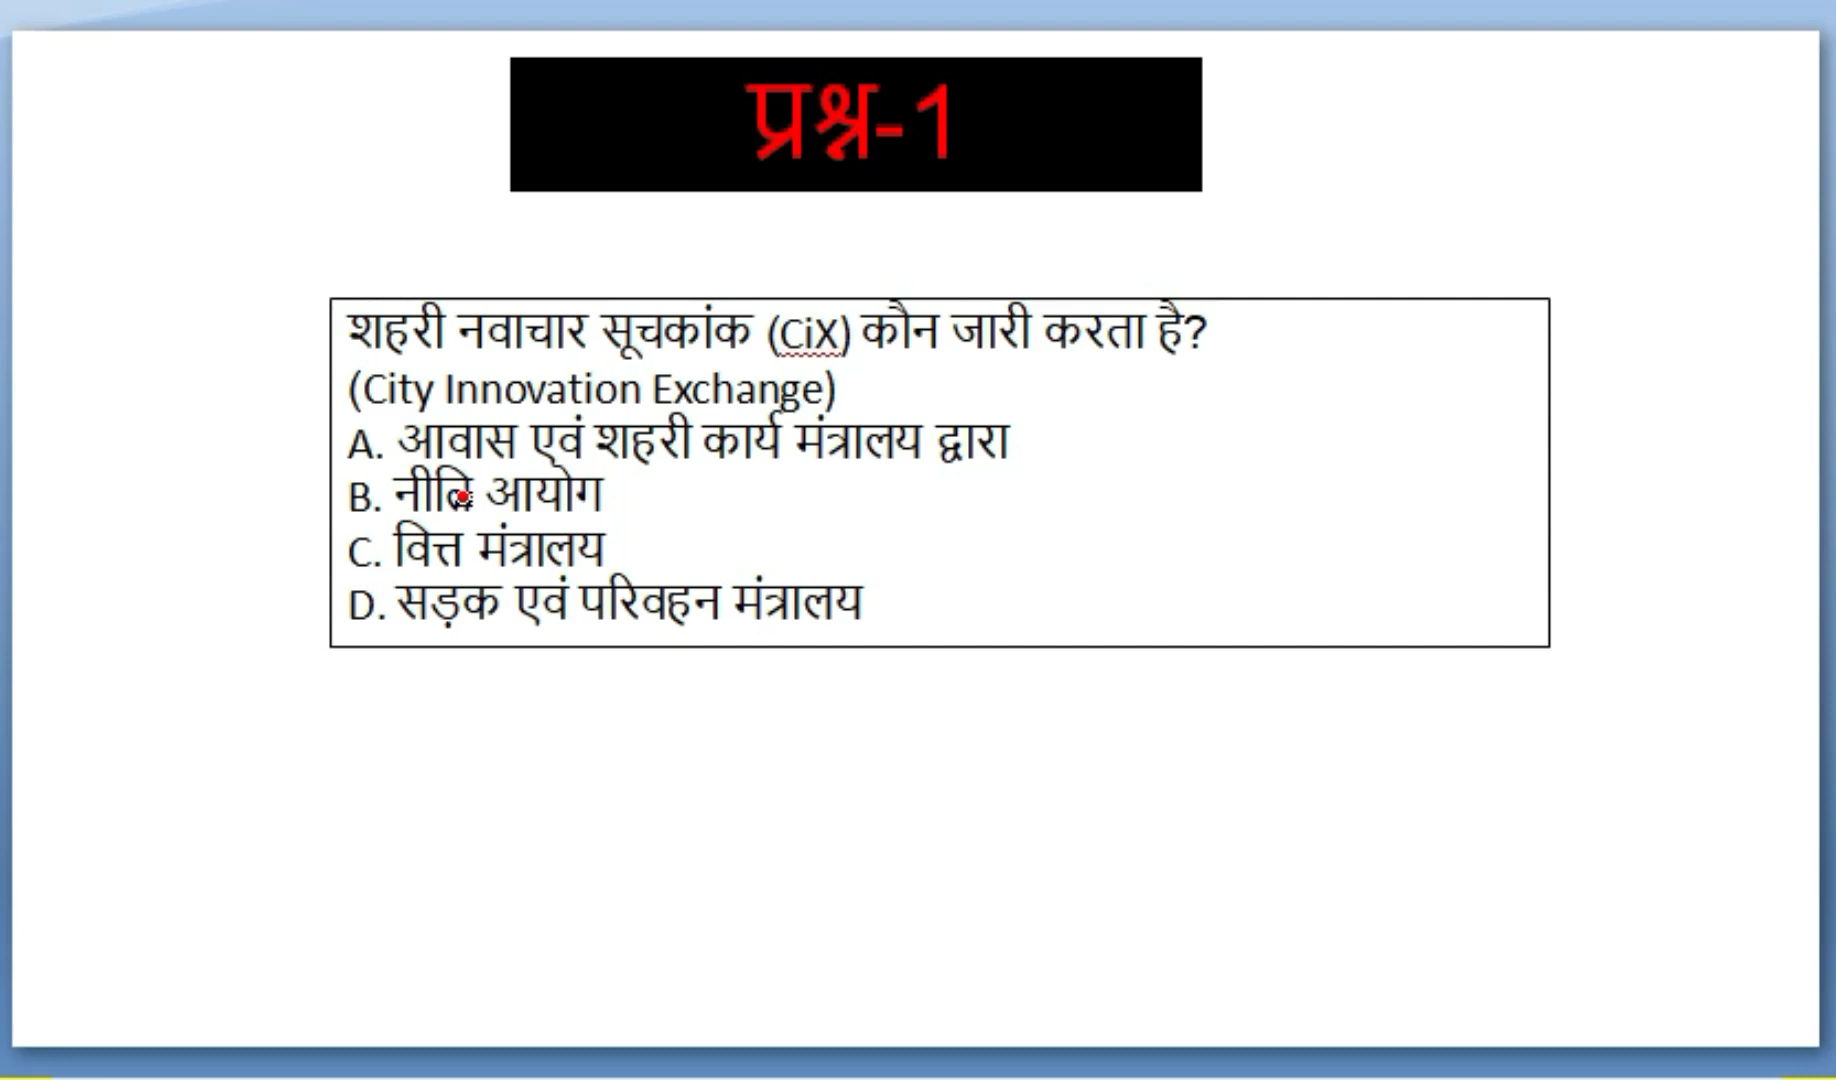 प्रश्न-1
शहरी नवाचार सूचकांक (CiX) कौन जारी करता है?
(City Innovation Exchange)
A. आवास एवं शहरी कार्य मंत्रालय द्वारा
B. नीति आयोग
C. वित्त मंत्रालय
D. सड़क एवं परिवहन मंत्रालय